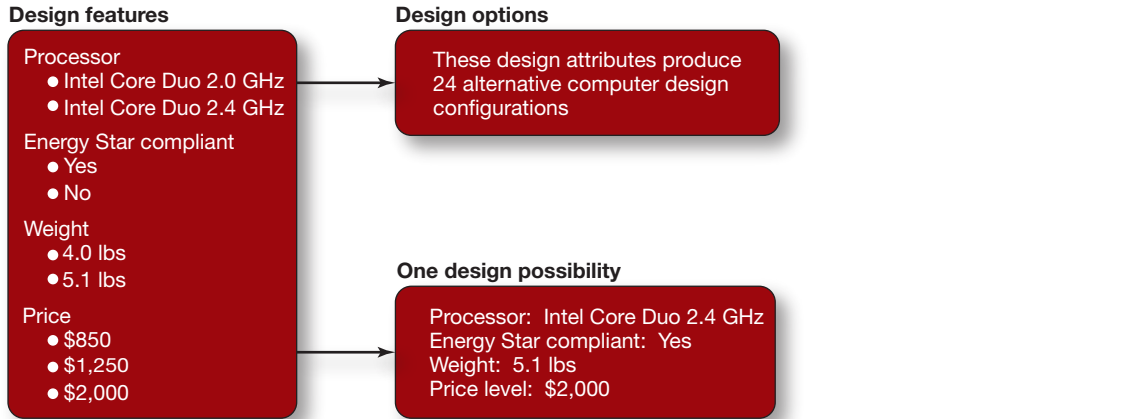 Design features
Processor
● Intel Core Duo 2.0 GHz
● Intel Core Duo 2.4 GHz
Energy Star compliant
● Yes
● No
Weight
● 4.0 lbs
● 5.1 lbs
Price
● $850
● $1,250
● $2,000
Design options
These design attributes produce
24 alternative computer design
configurations
One design possibility
Processor: Intel Core Duo 2.4 GHz
Energy Star compliant: Yes
Weight: 5.1 lbs
Price level: $2,000